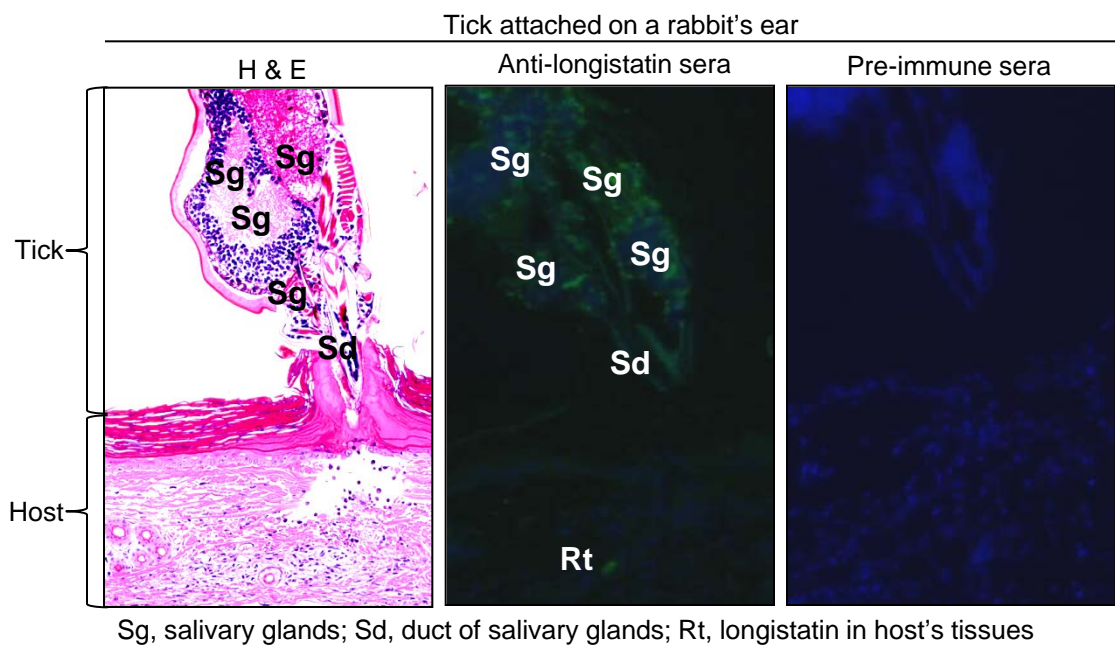 Tick attached on a rabbit's ear
H & E
Anti-longistatin sera
Pre-immune sera
Tick
Host
Sg
Sg
Sg
Sg
Sd
Sg
Sg
Sg
Sg
Sd
Rt
Sg, salivary glands; Sd, duct of salivary glands; Rt, longistatin in host's tissues